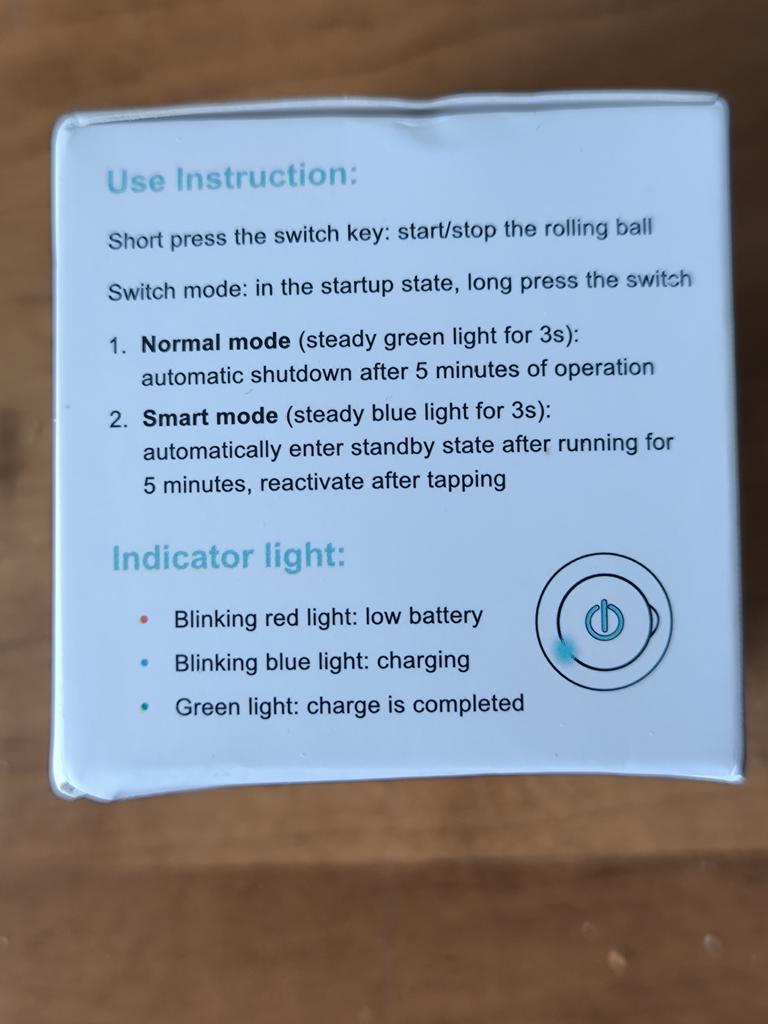 Use Instruction:
Short press the switch key: start/stop the rolling ball
Switch mode: in the startup state, long press the switch
1. Normal mode (steady green light for 3s):
automatic shutdown after 5 minutes of operation
2. Smart mode (steady blue light for 3s):
automatically enter standby state after running for
5 minutes, reactivate after tapping
Indicator light:
• Blinking red light: low battery
• Blinking blue light: charging
• Green light: charge is completed